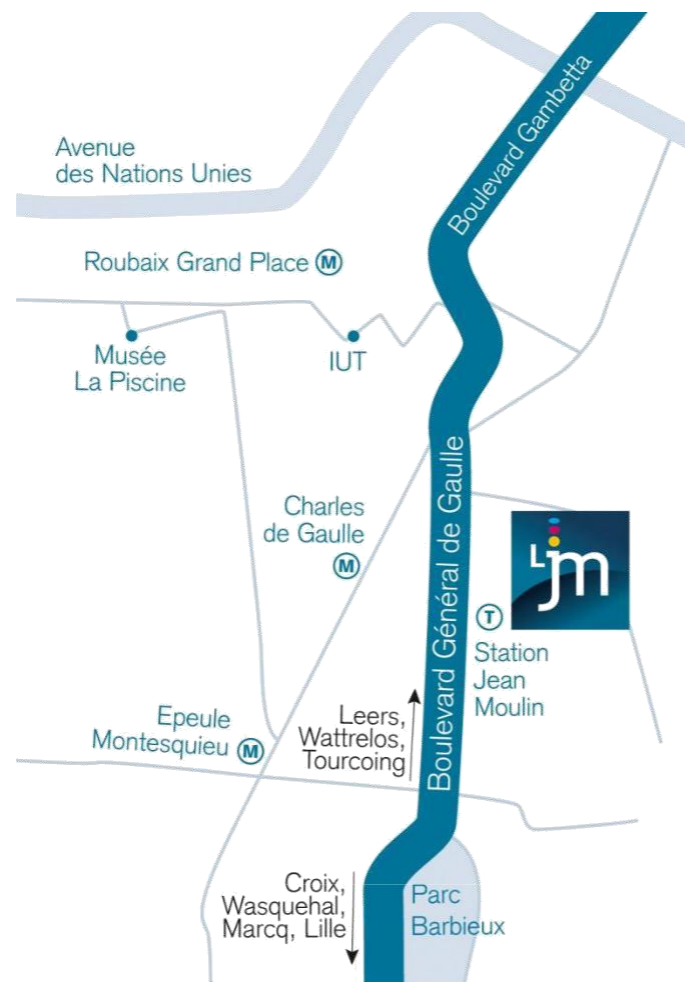 Boulevard Gambetta
Avenue
des Nations Unies
Roubaix Grand Place M
Musée
La Piscine
IUT
Boulevard Général de Gaulle
Charles
de Gaulle
M
Ljm
T
Station
Jean
Moulin
Epeule
Montesquieu M
Leers,
Wattrelos,
Tourcoing
Croix,
Wasquehal,
Marcq, Lille
Parc
Barbieux